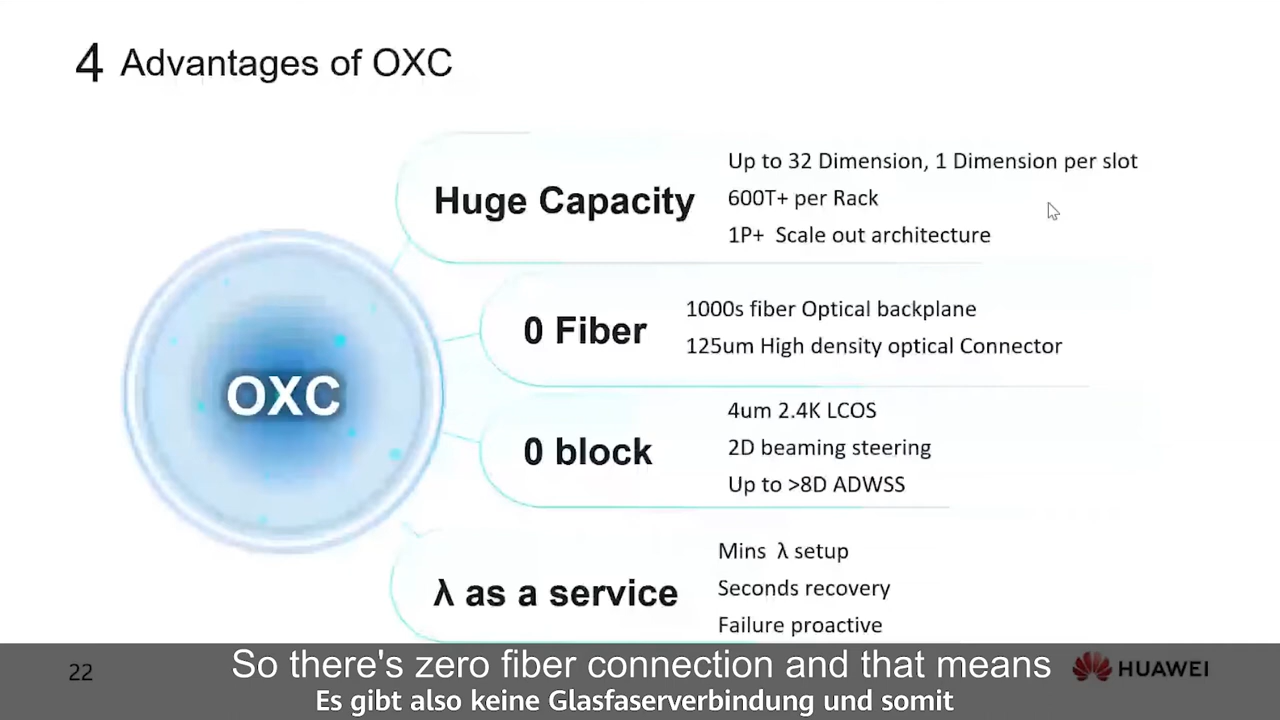 4 Advantages of OXC
OXC
Huge Capacity
Up to 32 Dimension, 1 Dimension per slot
600T+ per Rack
1P+ Scale out architecture
0 Fiber
1000s fiber Optical backplane
125um High density optical Connector
0 block
4um 2.4K LCOS
2D beaming steering
Up to >8D ADWSS
λ as a service
Mins λ setup
Seconds recovery
Failure proactive
22
So there's zero fiber connection and that means
Es gibt also keine Glasfaserverbindung und somit
HUAWEI